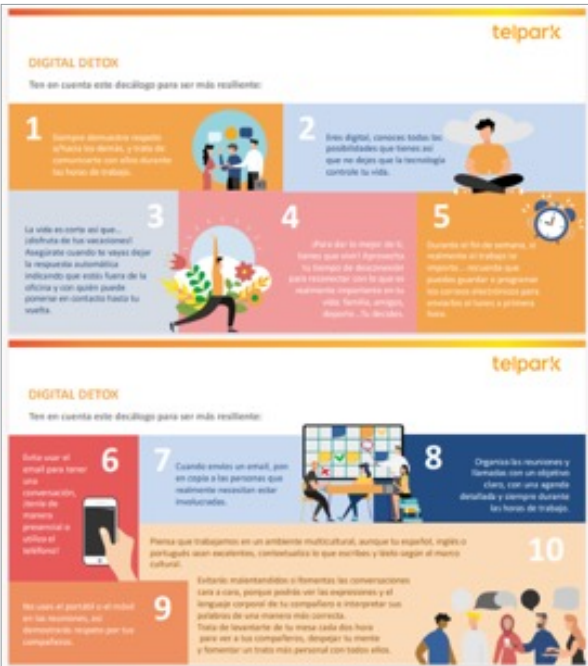 telpark
DIGITAL DETOX
Ten en cuenta este decálogo para ser más resiliente:
1
Siempre demuestra respeto
a/hacia los demás, y trata de
comunicarte con ellos durante
las horas de trabajo.
2
Eres digital, conoces todas las
posibilidades que tienes así
que no dejes que la tecnología
controle tu vida.
3
La vida es corta así que...
¡disfruta de tus vacaciones!
Asegúrate cuando te vayas dejar
la respuesta automática
indicando que estás fuera de la
oficina y con quién puede
ponerse en contacto hasta tu
vuelta.
4
¡Para dar lo mejor de ti,
tienes que vivir! Aprovecha
tu tiempo de desconexión
para reconectar con lo que es
realmente importante en tu
vida: familia, amigos,
deporte...Tu decides.
5
Durante el fin de semana, si
realmente el trabajo te
importa... recuerda que
puedes guardar o programar
los correos electrónicos para
enviarlos el lunes a primera
hora.
telpark
DIGITAL DETOX
Ten en cuenta este decálogo para ser más resiliente:
6
Evita usar el
email para tener
una
conversación,
¡tenla de
manera
presencial o
utiliza el
teléfono!
7
Cuando envíes un email, pon
en copia a las personas que
realmente necesitan estar
involucradas.
8
Organiza las reuniones y
llamadas con un objetivo
claro, con una agenda
detallada y siempre durante
las horas de trabajo.
9
No uses el portátil o el móvil
en las reuniones, así
demostrarás respeto por tus
compañeros.
10
Piensa que trabajamos en un ambiente multicultural, aunque tu español, inglés o
portugués sean excelentes, contextualiza lo que escribes y léelo según el marco
cultural.
Evitarás malentendidos si fomentas las conversaciones
cara a cara, porque podrás ver las expresiones y el
lenguaje corporal de tu compañero e interpretar sus
palabras de una manera más correcta.
Trata de levantarte de tu mesa cada dos hora
para ver a tus compañeros, despejar tu mente
y fomentar un trato más personal con todos ellos.